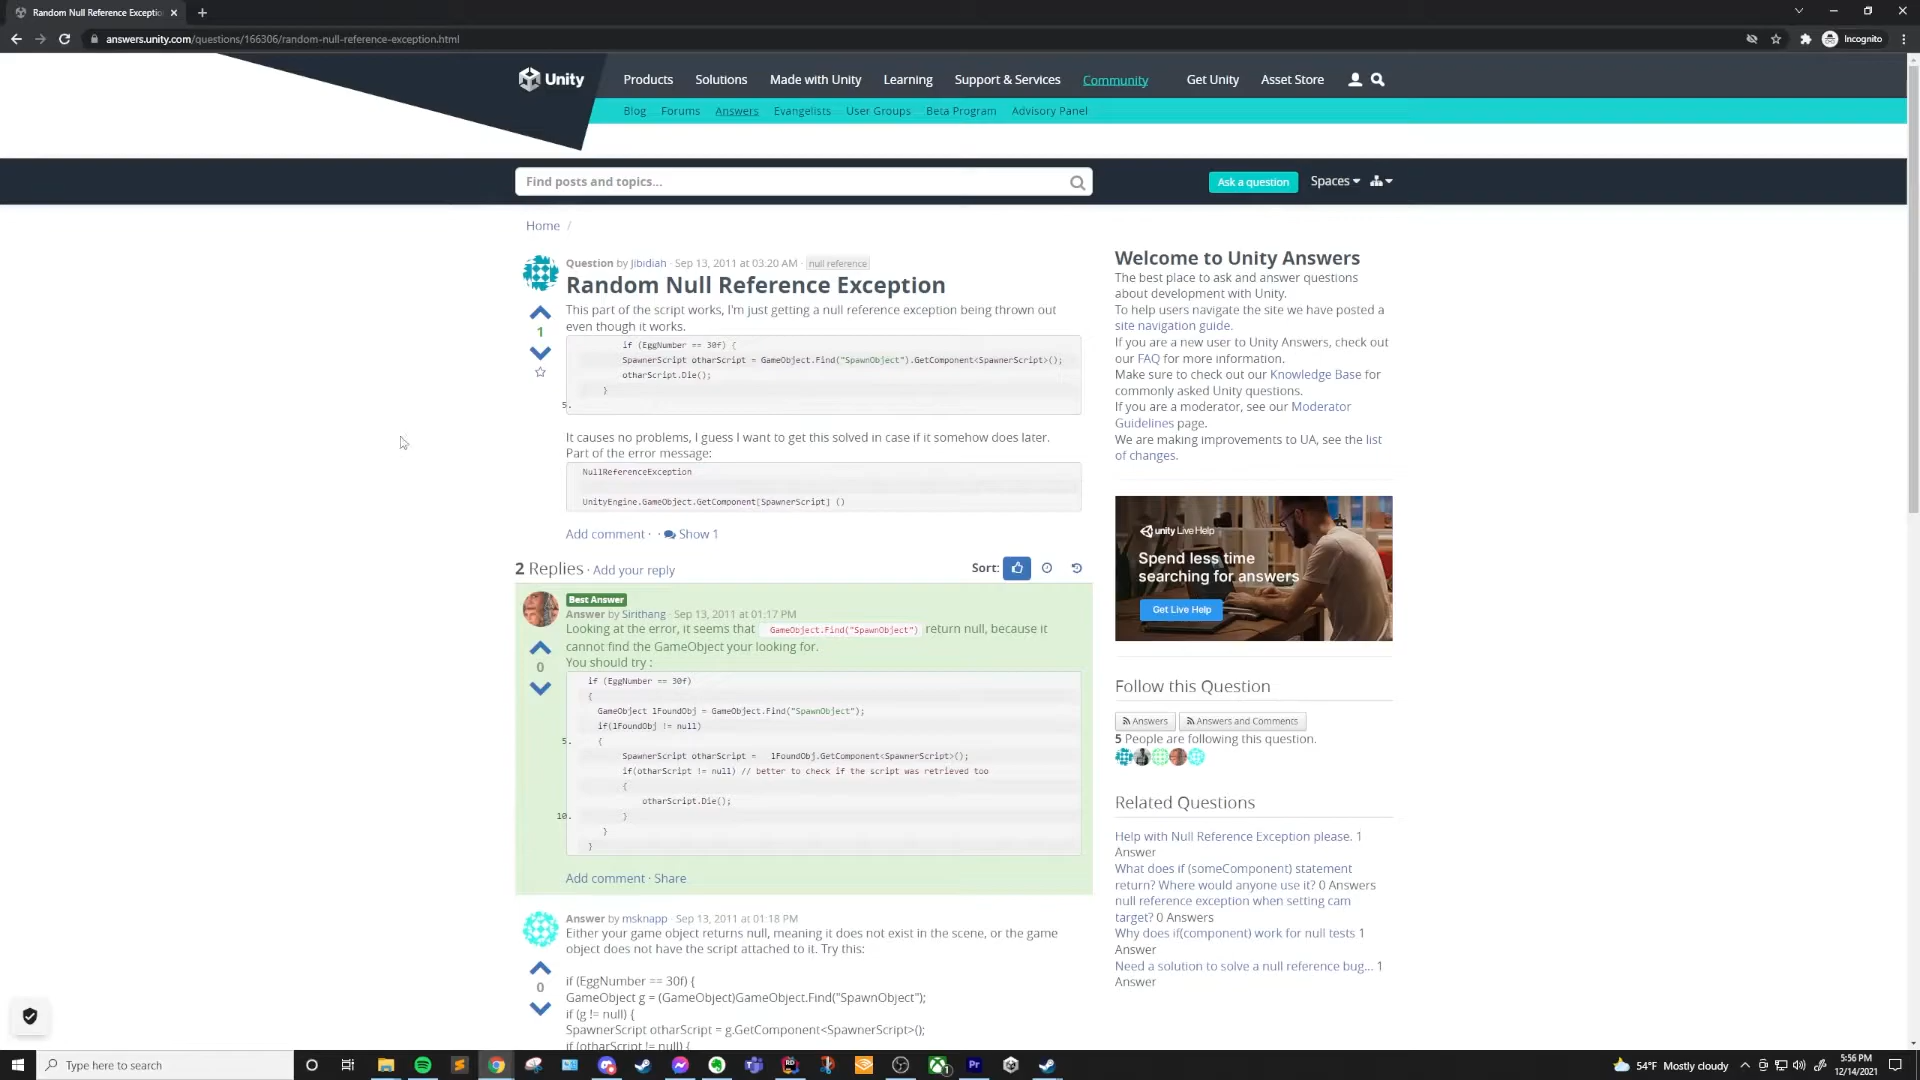 Random Null Reference Exceptio
answers.unity.com/questions/166306/random-null-reference-exception.html
Incognito
Unity
Products
Solutions
Made with Unity
Learning
Support & Services
Community
Get Unity
Asset Store
Blog
Forums
Answers
Evangelists
User Groups
Beta Program
Advisory Panel
Find posts and topics...
Ask a question
Spaces
Home /
Question by Jibidiah · Sep 13, 2011 at 03:20 AM · null reference
Random Null Reference Exception
This part of the script works, I'm just getting a null reference exception being thrown out
even though it works.
1
if (EggNumber == 30f) {
SpawnerScript otharScript = GameObject.Find("SpawnObject").GetComponent<SpawnerScript>();
otharScript.Die();
}
5.
It causes no problems, I guess I want to get this solved in case if it somehow does later.
Part of the error message:
NullReferenceException
UnityEngine.GameObject.GetComponent[SpawnerScript] ()
Add comment · · Show 1
2 Replies · Add your reply
Sort:
Best Answer
Answer by Sirithang · Sep 13, 2011 at 01:17 PM
Looking at the error, it seems that GameObject.Find("SpawnObject") return null, because it
cannot find the GameObject your looking for.
You should try :
0
if (EggNumber == 30f)
{
GameObject lFoundObj = GameObject.Find("SpawnObject");
if(lFoundObj != null)
5. {
SpawnerScript otharScript = lFoundObj.GetComponent<SpawnerScript>();
if(otharScript != null) // better to check if the script was retrieved too
{
otharScript.Die();
10. }
}
}
Add comment · Share
Answer by msknapp · Sep 13, 2011 at 01:18 PM
Either your game object returns null, meaning it does not exist in the scene, or the game
object does not have the script attached to it. Try this:
0
if (EggNumber == 30f) {
GameObject g = (GameObject)GameObject.Find("SpawnObject");
if (g != null) {
SpawnerScript otharScript = g.GetComponent<SpawnerScript>();
if (otharScript != null) {
Welcome to Unity Answers
The best place to ask and answer questions
about development with Unity.
To help users navigate the site we have posted a
site navigation guide.
If you are a new user to Unity Answers, check out
our FAQ for more information.
Make sure to check out our Knowledge Base for
commonly asked Unity questions.
If you are a moderator, see our Moderator
Guidelines page.
We are making improvements to UA, see the list
of changes.
unity Live Help
Spend less time
searching for answers
Get Live Help
Follow this Question
Answers
Answers and Comments
5 People are following this question.
Related Questions
Help with Null Reference Exception please. 1
Answer
What does if (someComponent) statement
return? Where would anyone use it? 0 Answers
null reference exception when setting cam
target? 0 Answers
Why does if(component) work for null tests 1
Answer
Need a solution to solve a null reference bug... 1
Answer
Type here to search
54°F Mostly cloudy
5:56 PM
12/14/2021